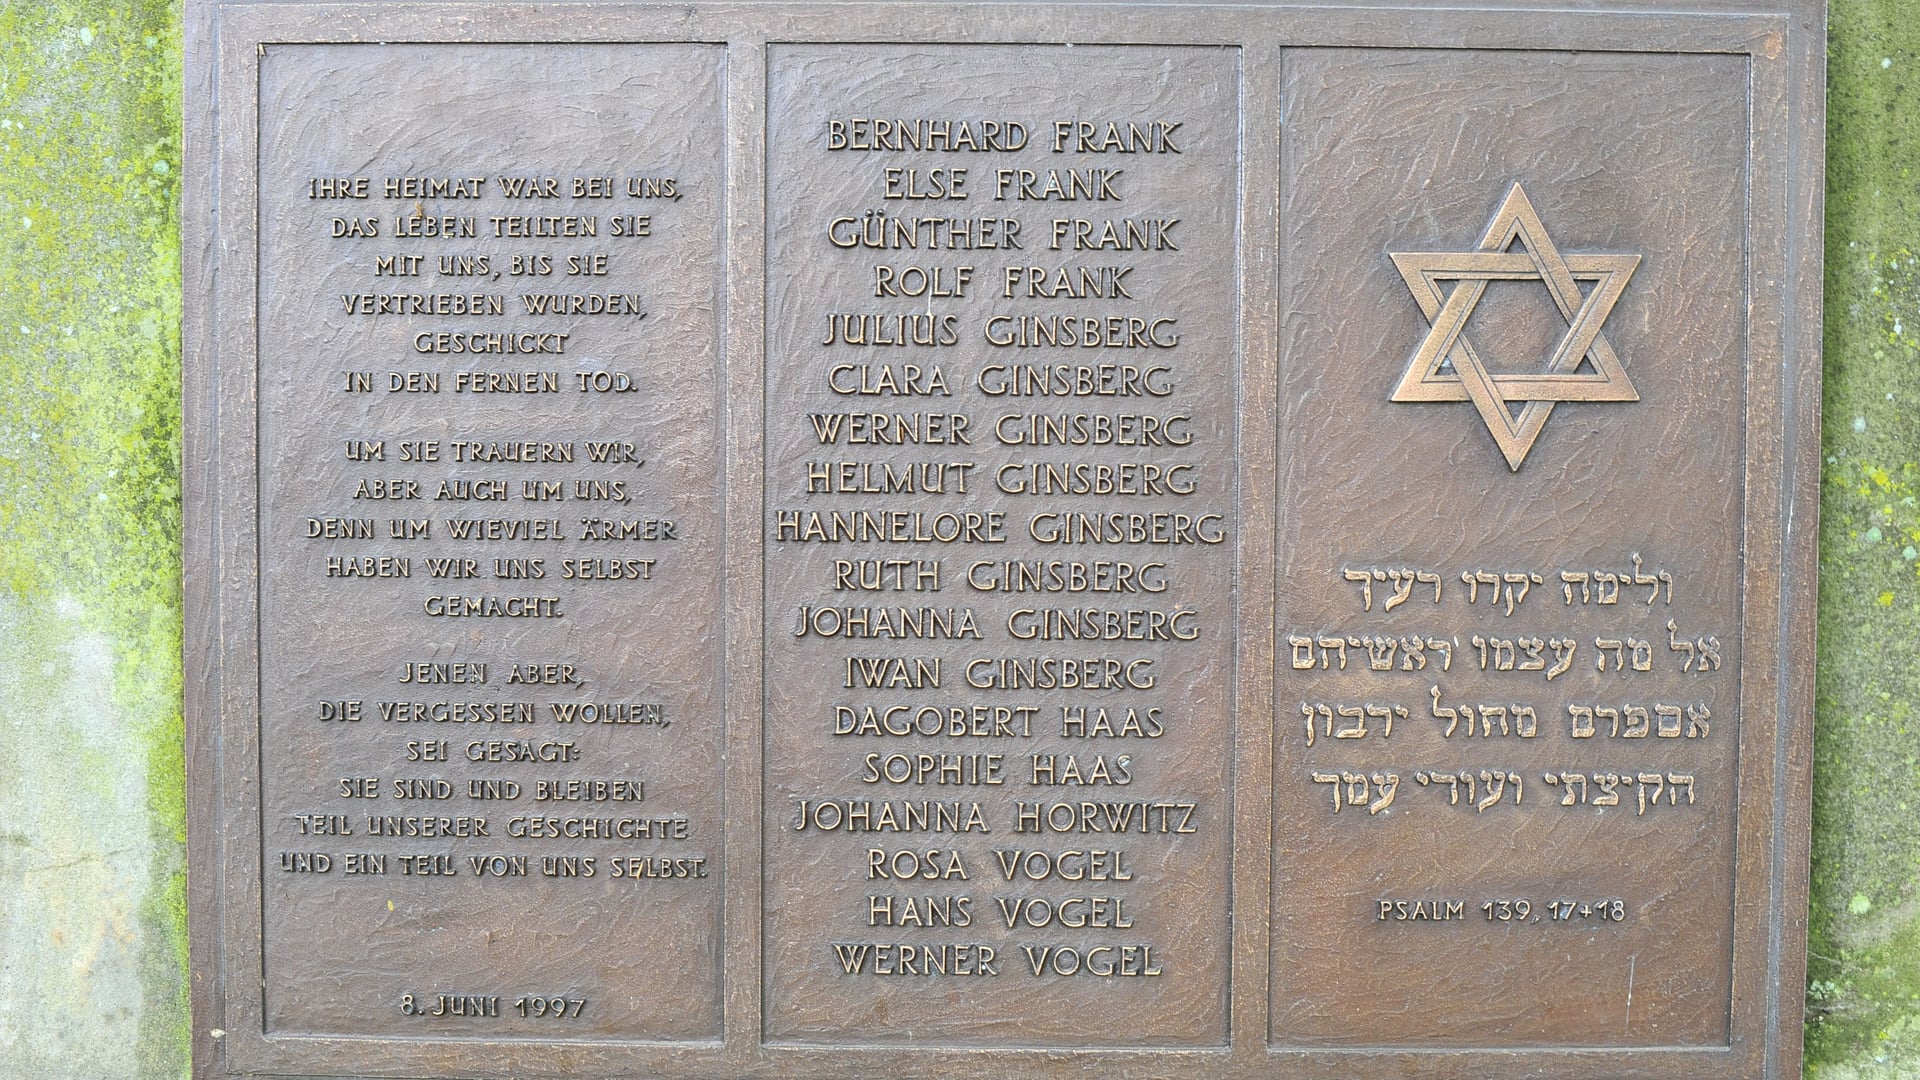 IHRE HEIMAT WAR BEI UNS,
DAS LEBEN TEILTEN SIE
MIT UNS, BIS SIE
VERTRIEBEN WURDEN,
GESCHICKT
IN DEN FERNEN TOD.
UM SIE TRAUERN WIR,
ABER AUCH UM UNS,
DENN UM WIEVIEL ÄRMER
HABEN WIR UNS SELBST
GEMACHT.
JENEN ABER,
DIE VERGESSEN WOLLEN,
SEI GESAGT:
SIE SIND UND BLEIBEN
TEIL UNSERER GESCHICHTE
UND EIN TEIL VON UNS SELBST.
8. JUNI 1997
BERNHARD FRANK
ELSE FRANK
GÜNTHER FRANK
ROLF FRANK
JULIUS GINSBERG
CLARA GINSBERG
WERNER GINSBERG
HELMUT GINSBERG
HANNELORE GINSBERG
RUTH GINSBERG
JOHANNA GINSBERG
IWAN GINSBERG
DAGOBERT HAAS
SOPHIE HAAS
JOHANNA HORWITZ
ROSA VOGEL
HANS VOGEL
WERNER VOGEL
ולימה יקרו רעיך
אל מה עצמו ראשיהם
אספרם מחול ירבון
הקיצתי ועודי עמך
PSALM 139, 17+18